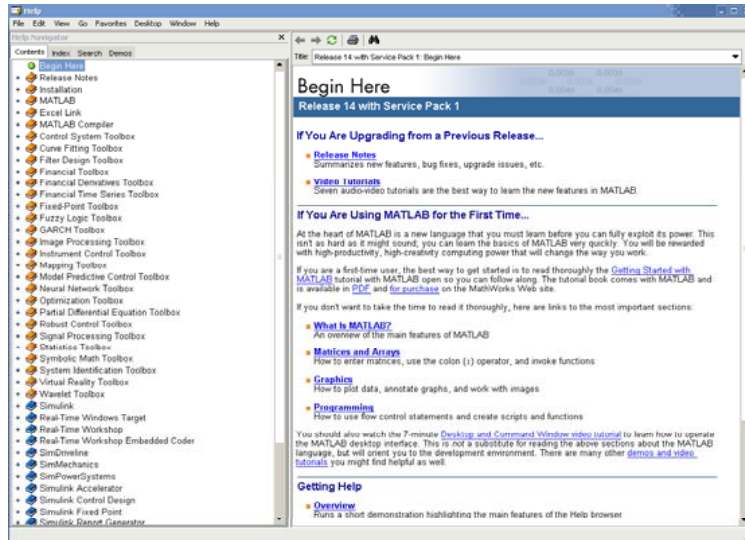 Help
File Edit View Go Favorites Desktop Window Help
Help Navigator
Contents Index Search Demos
Begin Here
Release Notes
Installation
MATLAB
Excel Link
MATLAB Compiler
Control System Toolbox
Curve Fitting Toolbox
Filter Design Toolbox
Financial Toolbox
Financial Derivatives Toolbox
Financial Time Series Toolbox
Fixed-Point Toolbox
Fuzzy Logic Toolbox
GARCH Toolbox
Image Processing Toolbox
Instrument Control Toolbox
Mapping Toolbox
Model Predictive Control Toolbox
Neural Network Toolbox
Optimization Toolbox
Partial Differential Equation Toolbox
Robust Control Toolbox
Signal Processing Toolbox
Statistics Toolbox
Symbolic Math Toolbox
System Identification Toolbox
Virtual Reality Toolbox
Wavelet Toolbox
Simulink
Real-Time Windows Target
Real-Time Workshop
Real-Time Workshop Embedded Coder
SimDriveline
SimMechanics
SimPowerSystems
Simulink Accelerator
Simulink Control Design
Simulink Fixed Point
Simulink Report Generator
Title: Release 14 with Service Pack 1: Begin Here
Begin Here
Release 14 with Service Pack 1
If You Are Upgrading from a Previous Release...
Release Notes
Summarizes new features, bug fixes, upgrade issues, etc.
Video Tutorials
Seven audio-video tutorials are the best way to learn the new features in MATLAB.
If You Are Using MATLAB for the First Time...
At the heart of MATLAB is a new language that you must learn before you can fully exploit its power. This
isn't as hard as it might sound; you can learn the basics of MATLAB very quickly. You will be rewarded
with high-productivity, high-creativity computing power that will change the way you work.
If you are a first-time user, the best way to get started is to read thoroughly the Getting Started with
MATLAB tutorial with MATLAB open so you can follow along. The tutorial book comes with MATLAB and
is available in PDF and for purchase on the MathWorks Web site.
If you don't want to take the time to read it thoroughly, here are links to the most important sections:
What Is MATLAB?
An overview of the main features of MATLAB
Matrices and Arrays
How to enter matrices, use the colon (:) operator, and invoke functions
Graphics
How to plot data, annotate graphs, and work with images
Programming
How to use flow control statements and create scripts and functions
You should also watch the 7-minute Desktop and Command Window video tutorial to learn how to operate
the MATLAB desktop interface. This is not a substitute for reading the above sections about the MATLAB
language, but will orient you to the development environment. There are many other demos and video
tutorials you might find helpful as well.
Getting Help
Overview
Runs a short demonstration highlighting the main features of the Help browser